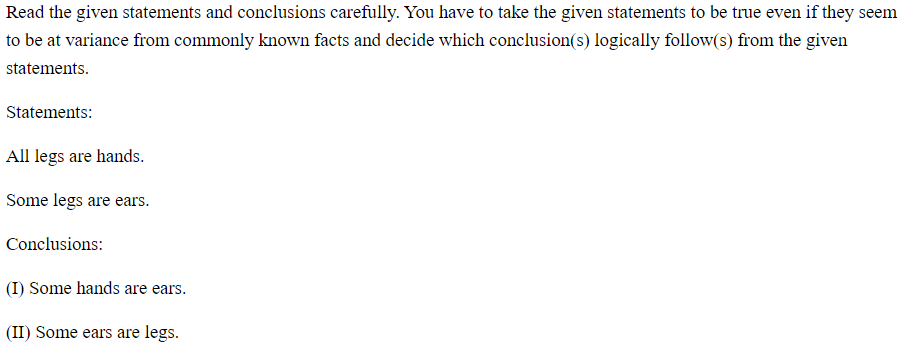 Read the given statements and conclusions carefully. You have to take the given statements to be true even if they seem
to be at variance from commonly known facts and decide which conclusion(s) logically follow(s) from the given
statements.
Statements:
All legs are hands.
Some legs are ears.
Conclusions:
(I) Some hands are ears.
(II) Some ears are legs.